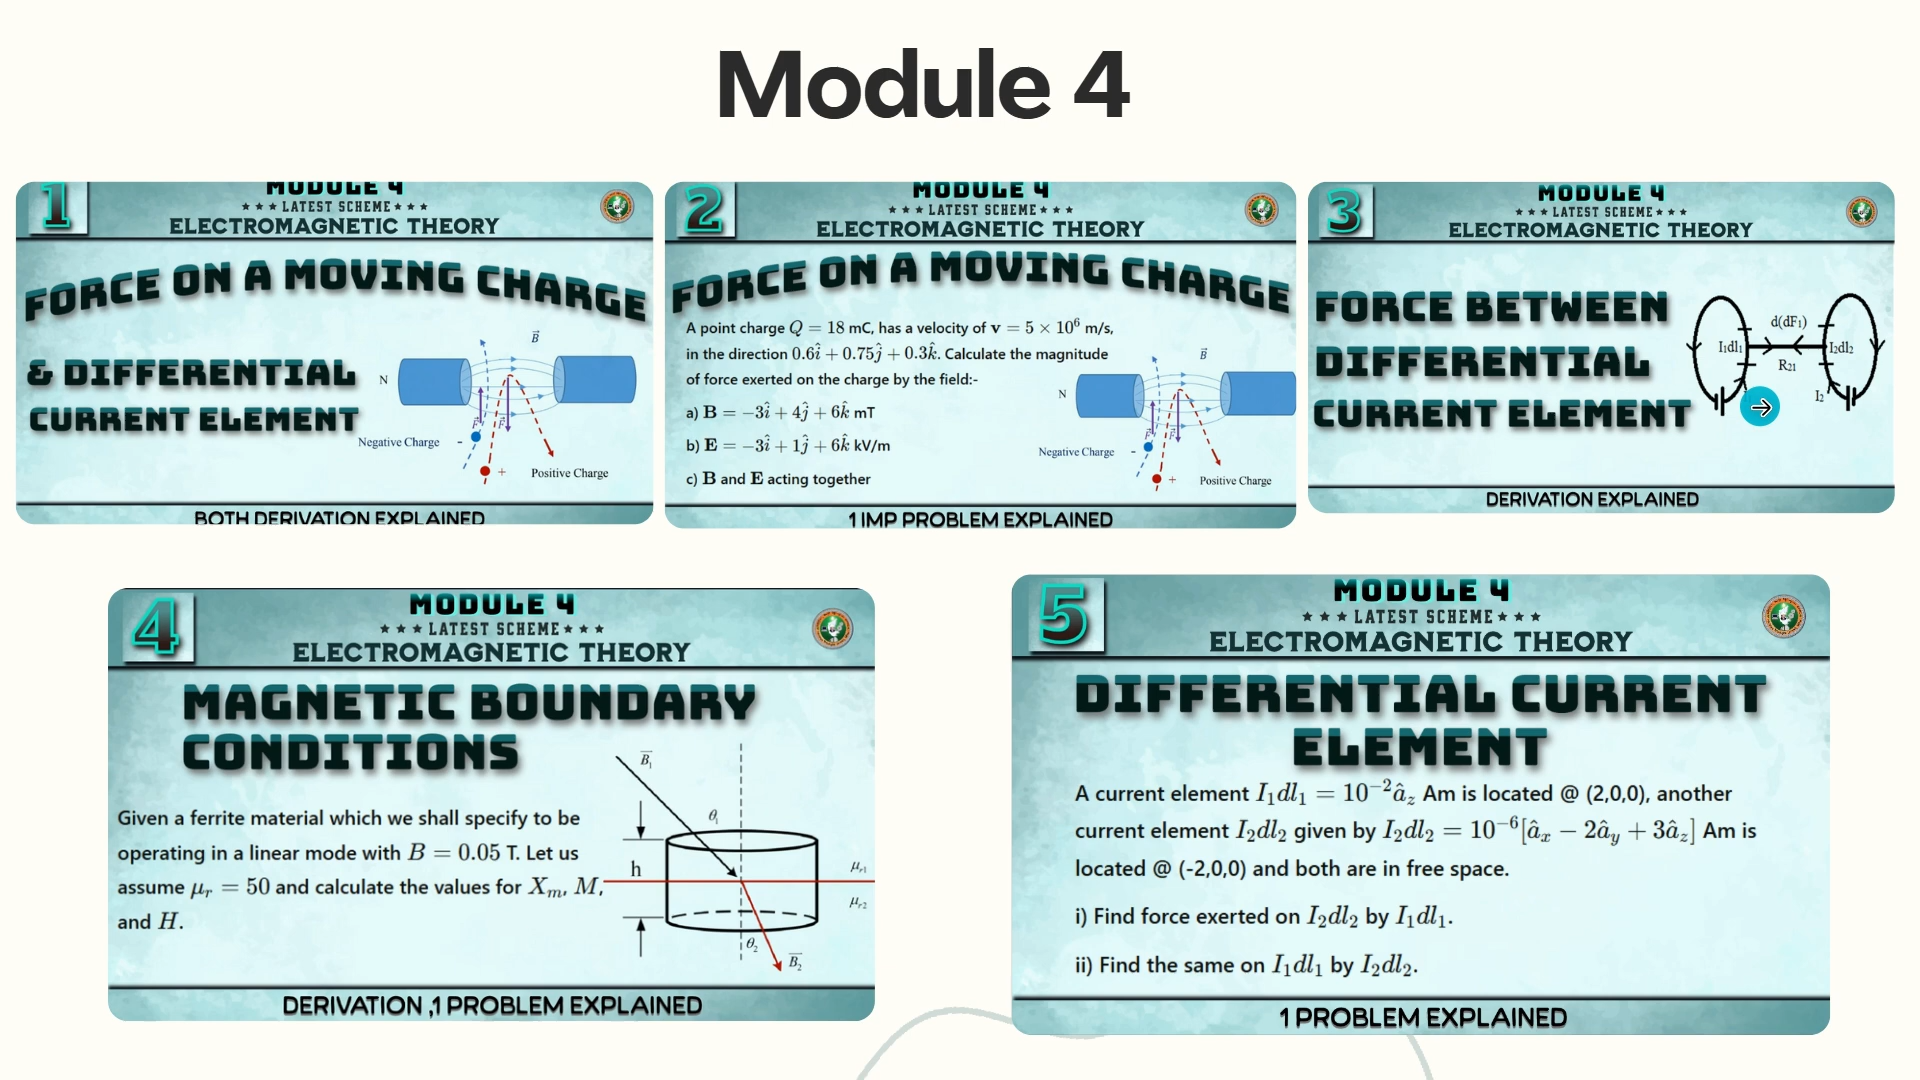 Module 4
1
MODULE 4
★ ★ ★ LATEST SCHEME ★ ★ ★
ELECTROMAGNETIC THEORY
FORCE ON A MOVING CHARGE
& DIFFERENTIAL
CURRENT ELEMENT
B⃗
N
F⃗
F⃗
Negative Charge
-
+
Positive Charge
BOTH DERIVATION EXPLAINED
2
MODULE 4
★ ★ ★ LATEST SCHEME ★ ★ ★
ELECTROMAGNETIC THEORY
FORCE ON A MOVING CHARGE
A point charge Q = 18 mC, has a velocity of v = 5 × 10⁶ m/s,
in the direction 0.6î + 0.75ĵ + 0.3k̂. Calculate the magnitude
of force exerted on the charge by the field:-
a) B = −3î + 4ĵ + 6k̂ mT
b) E = −3î + 1ĵ + 6k̂ kV/m
c) B and E acting together
B⃗
N
F⃗
F⃗
Negative Charge
-
+
Positive Charge
1 IMP PROBLEM EXPLAINED
3
MODULE 4
★ ★ ★ LATEST SCHEME ★ ★ ★
ELECTROMAGNETIC THEORY
FORCE BETWEEN
DIFFERENTIAL
CURRENT ELEMENT
d(dF₁)
I₁dl₁
I₂dl₂
R₂₁
I₂
DERIVATION EXPLAINED
4
MODULE 4
★ ★ ★ LATEST SCHEME ★ ★ ★
ELECTROMAGNETIC THEORY
MAGNETIC BOUNDARY
CONDITIONS
Given a ferrite material which we shall specify to be
operating in a linear mode with B = 0.05 T. Let us
assume μᵣ = 50 and calculate the values for Xₘ, M,
and H.
B₁
θ₁
h
μr1
μr2
θ₂
B₂
DERIVATION ,1 PROBLEM EXPLAINED
5
MODULE 4
★ ★ ★ LATEST SCHEME ★ ★ ★
ELECTROMAGNETIC THEORY
DIFFERENTIAL CURRENT
ELEMENT
A current element I₁dl₁ = 10⁻²â_z Am is located @ (2,0,0), another
current element I₂dl₂ given by I₂dl₂ = 10⁻⁶[â_x − 2â_y + 3â_z] Am is
located @ (-2,0,0) and both are in free space.
i) Find force exerted on I₂dl₂ by I₁dl₁.
ii) Find the same on I₁dl₁ by I₂dl₂.
1 PROBLEM EXPLAINED